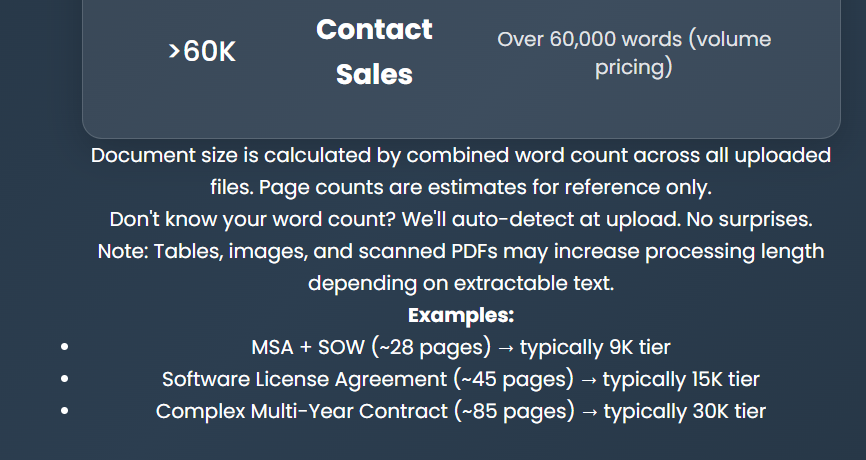 >60K
Contact
Sales
Over 60,000 words (volume
pricing)
Document size is calculated by combined word count across all uploaded
files. Page counts are estimates for reference only.
Don't know your word count? We'll auto-detect at upload. No surprises.
Note: Tables, images, and scanned PDFs may increase processing length
depending on extractable text.
Examples:
• MSA + SOW (~28 pages) → typically 9K tier
• Software License Agreement (~45 pages) → typically 15K tier
• Complex Multi-Year Contract (~85 pages) → typically 30K tier